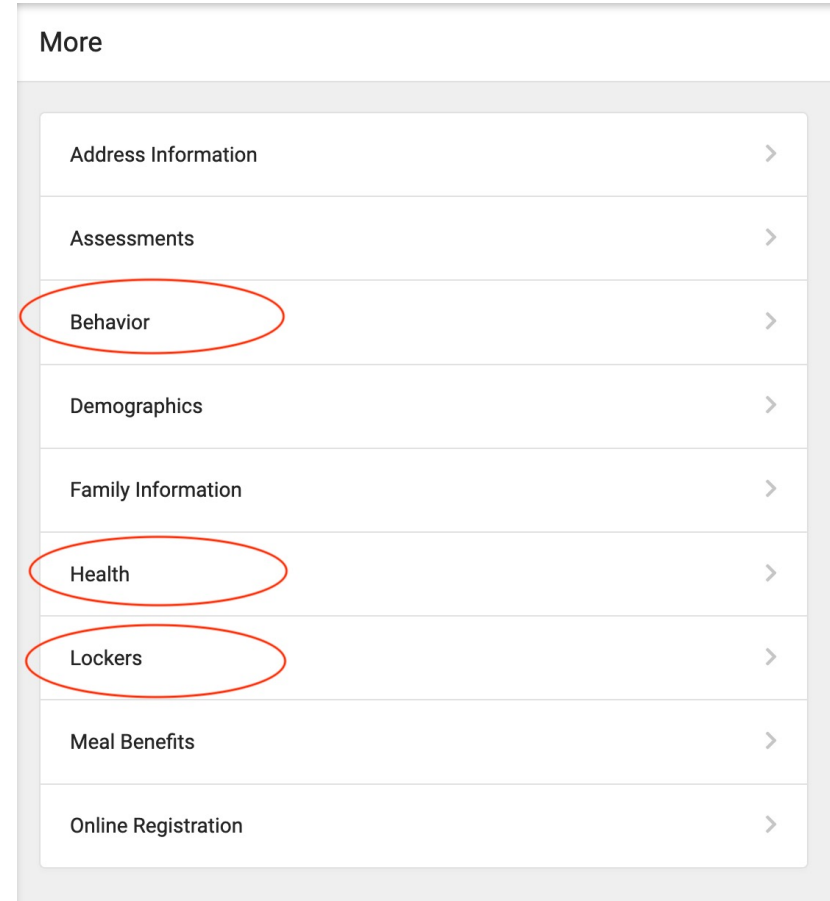 More
Address Information
Assessments
Behavior
Demographics
Family Information
Health
Lockers
Meal Benefits
Online Registration